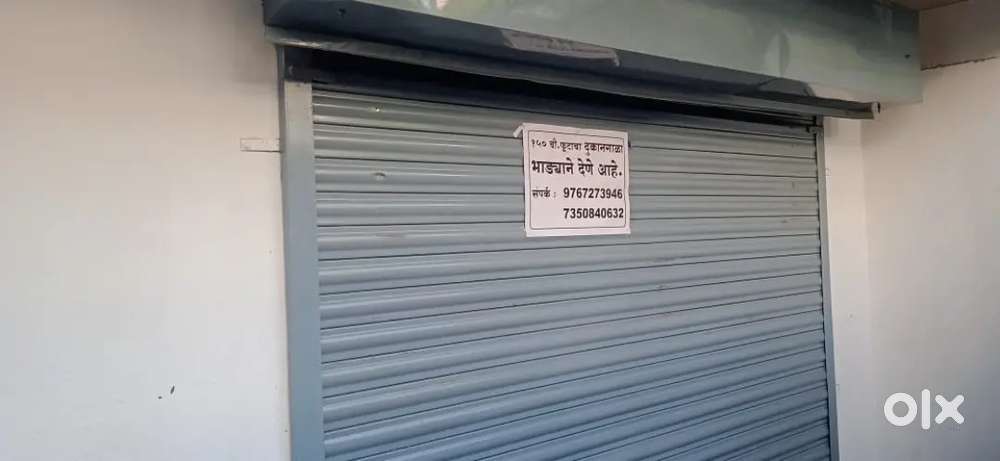 १५० चौ. फूटाचा दुकानगाळा
भाड्याने देणे आहे.
संपर्क : 9767273946
7350840632
olx